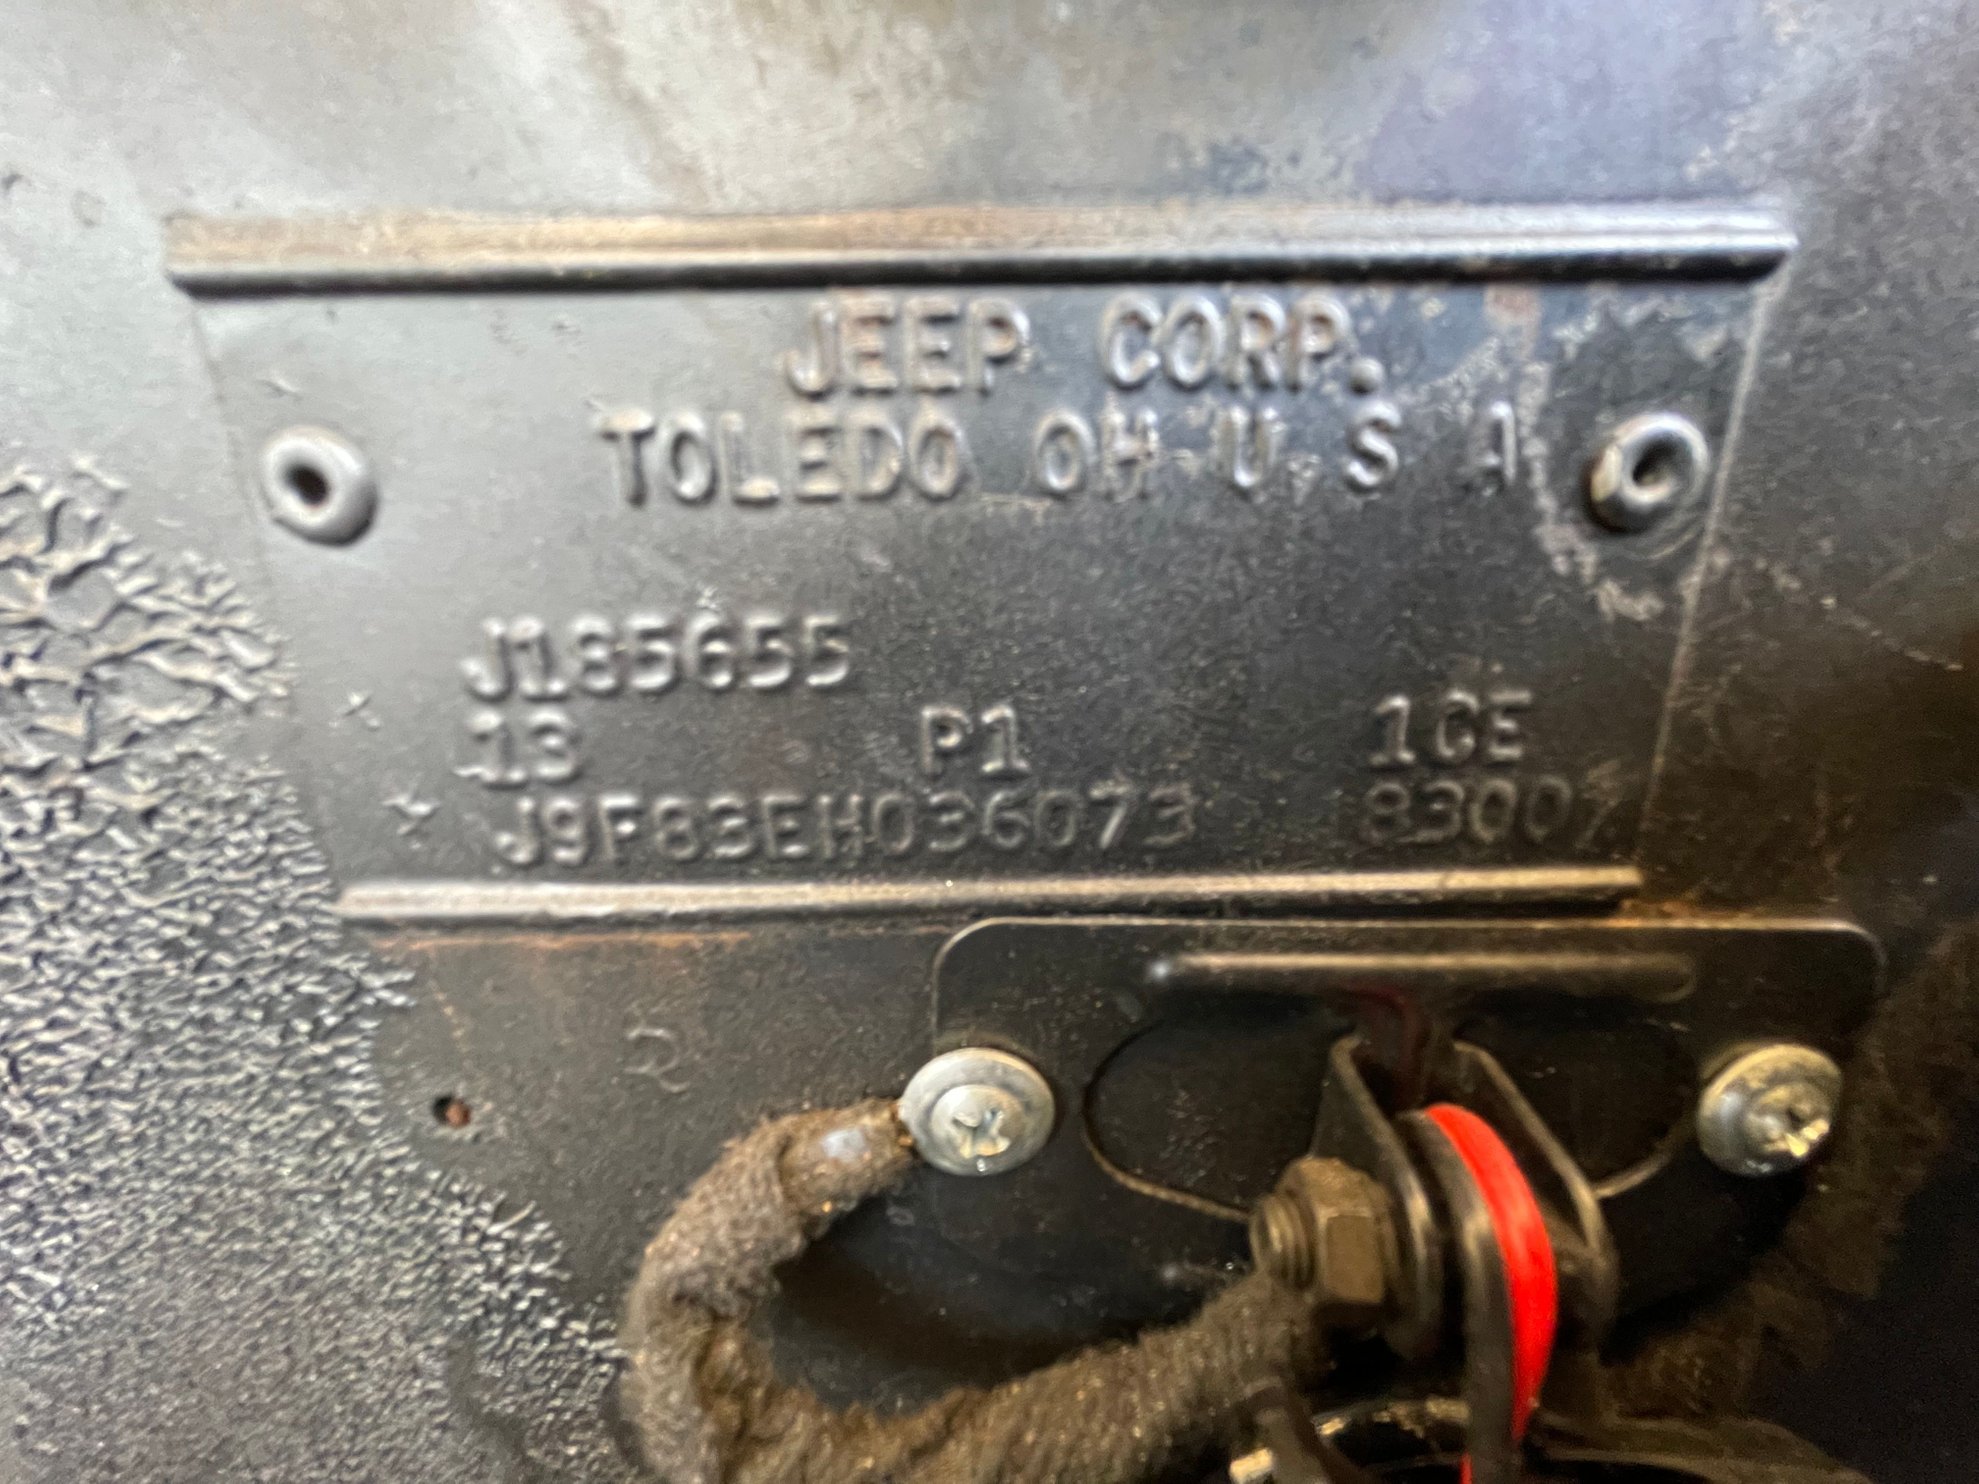 JEEP CORP.
TOLEDO OH U S A
J185655
13 P1 1CE
J9F83EH036073